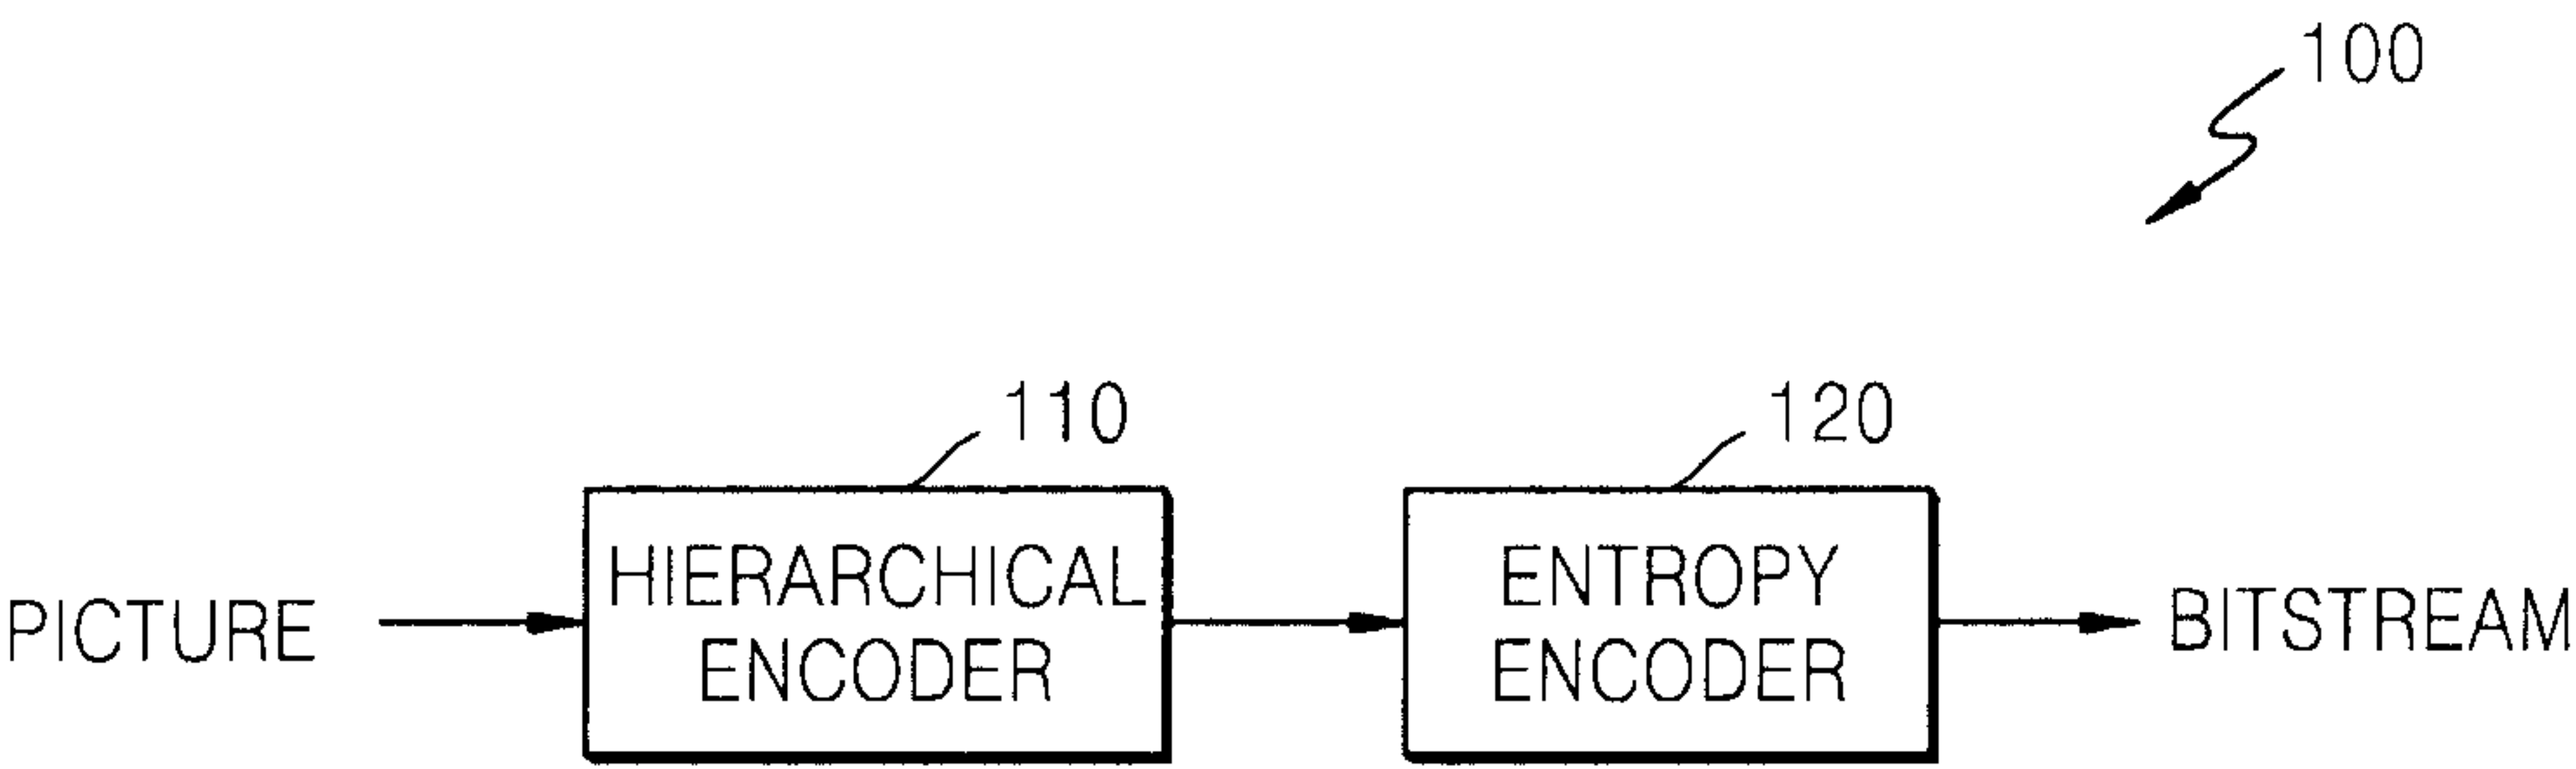 100
110
120
PICTURE
HIERARCHICAL
ENCODER
ENTROPY
ENCODER
BITSTREAM